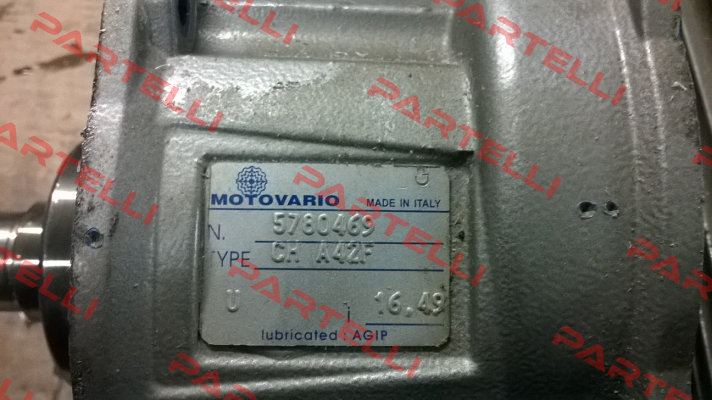 PARTELLI
PARTELLI
PARTELLI
PARTELLI
PARTELLI
PARTELLI
PARTELLI
PARTELLI
MOTOVARIO MADE IN ITALY
N. 5780469
TYPE CH A42F
U i 16.49
lubricated : AGIP